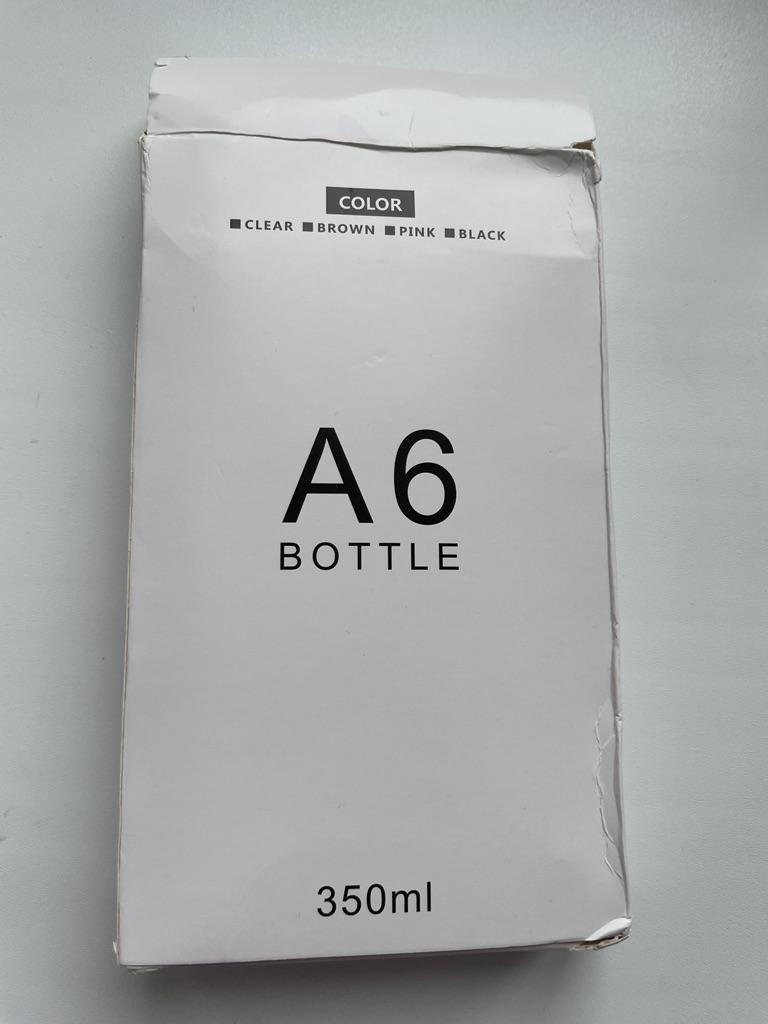 COLOR
■CLEAR ■BROWN ■PINK ■BLACK
A6
BOTTLE
350ml